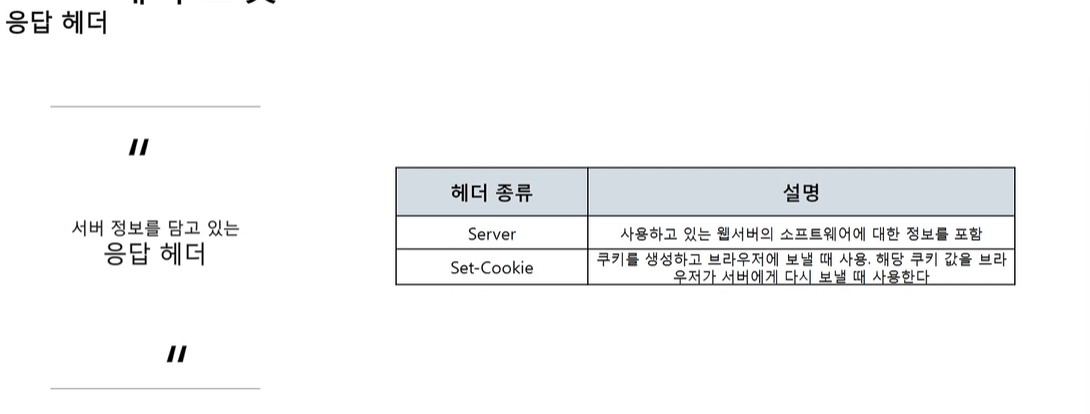 응답 헤더
"
서버 정보를 담고 있는
응답 헤더
"
헤더 종류 설명
Server 사용하고 있는 웹서버의 소프트웨어에 대한 정보를 포함
Set-Cookie 쿠키를 생성하고 브라우저에 보낼 때 사용. 해당 쿠키 값을 브라
우저가 서버에게 다시 보낼 때 사용한다